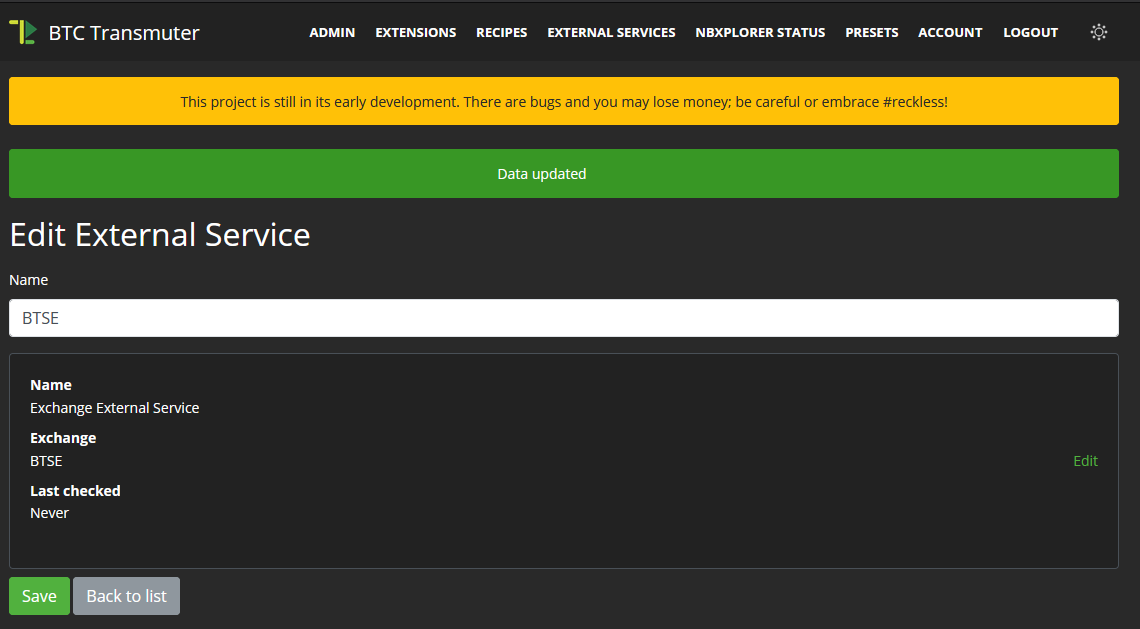 BTC Transmuter
ADMIN EXTENSIONS RECIPES EXTERNAL SERVICES NBXPLORER STATUS PRESETS ACCOUNT LOGOUT
This project is still in its early development. There are bugs and you may lose money; be careful or embrace #reckless!
Data updated
Edit External Service
Name
BTSE
Name
Exchange External Service
Exchange
BTSE
Edit
Last checked
Never
Save Back to list